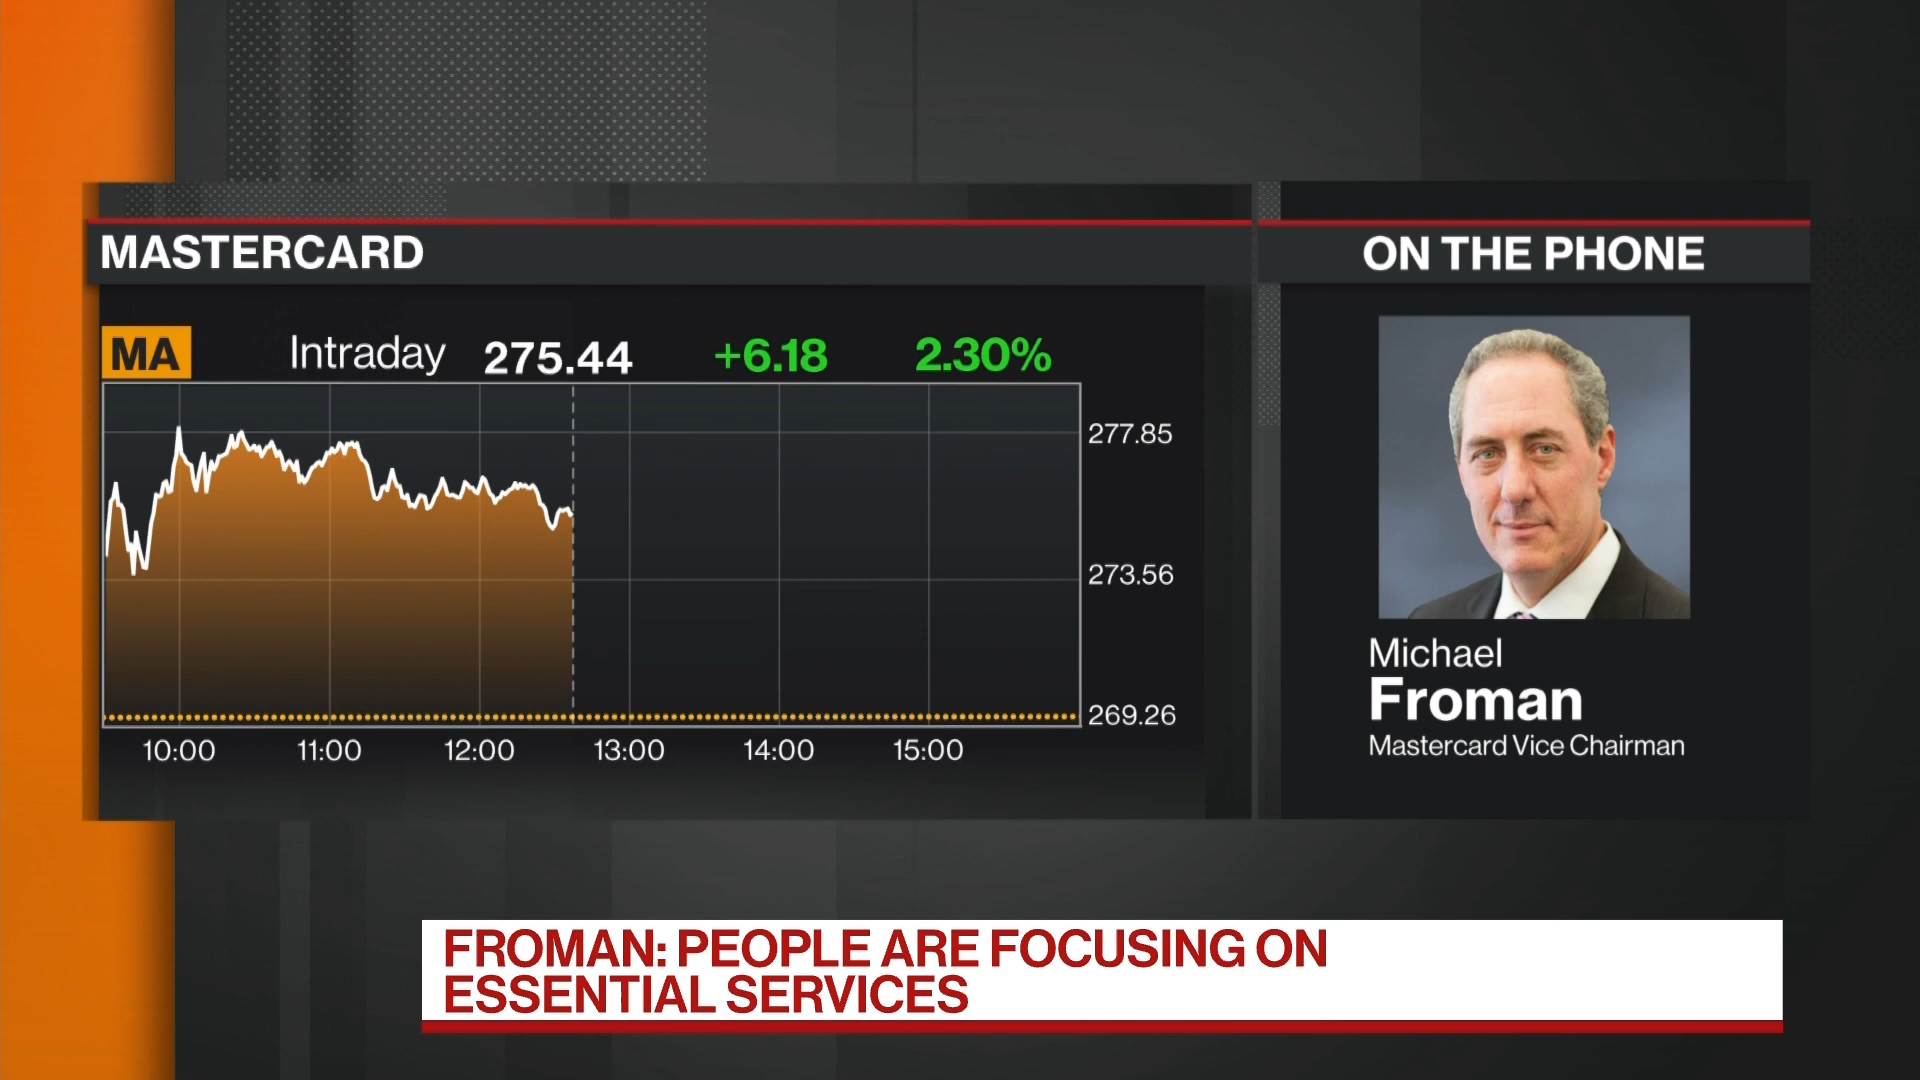 MASTERCARD
MA Intraday 275.44 +6.18 2.30%
277.85
273.56
269.26
10:00 11:00 12:00 13:00 14:00 15:00
ON THE PHONE
Michael
Froman
Mastercard Vice Chairman
FROMAN: PEOPLE ARE FOCUSING ON
ESSENTIAL SERVICES